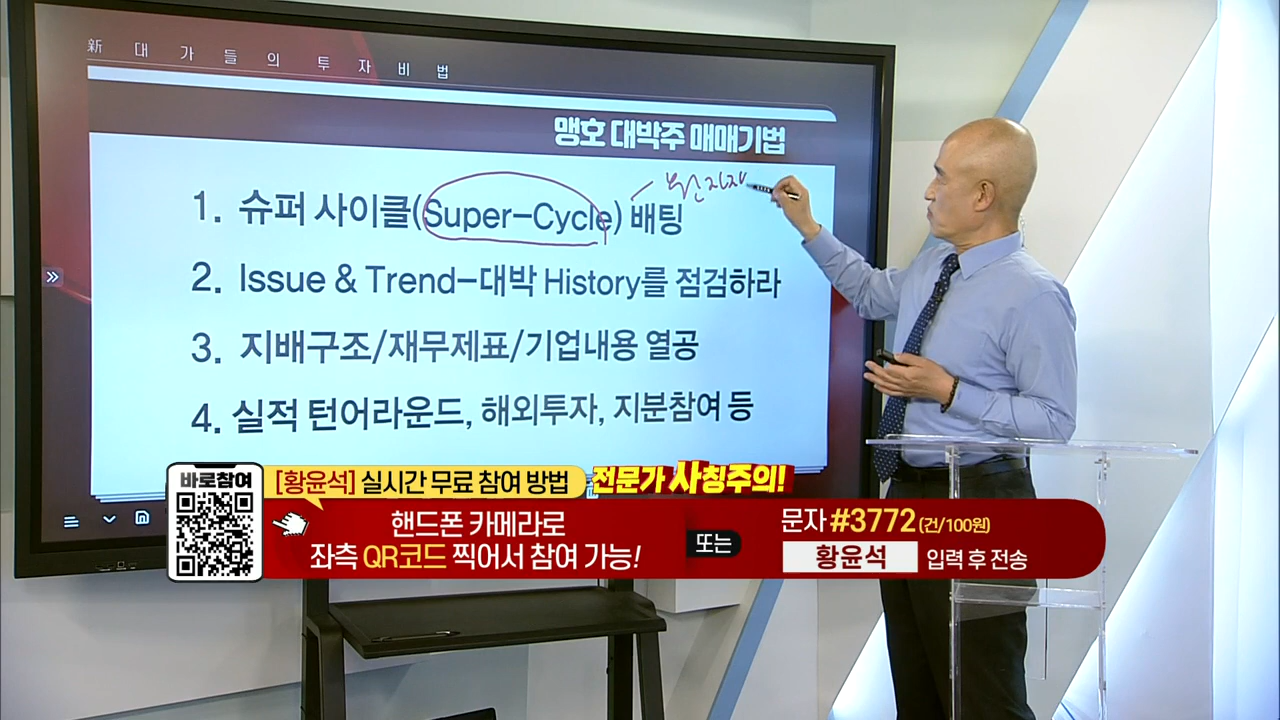 新 대가들의 투자비법
맹호 대박주 매매기법
1. 슈퍼 사이클(Super-Cycle) 배팅
2. Issue & Trend-대박 History를 점검하라
3. 지배구조/재무제표/기업내용 열공
4. 실적 턴어라운드, 해외투자, 지분참여 등
바로참여
[황윤석] 실시간 무료 참여 방법
전문가 사칭주의!
핸드폰 카메라로
좌측 QR코드 찍어서 참여 가능!
또는
문자 #3772 (건/100원)
황윤석 입력 후 전송